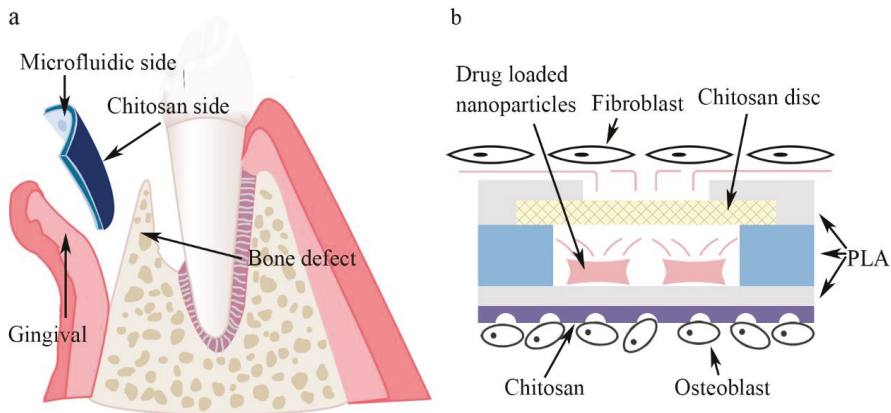 a
Microfluidic side
Chitosan side
Bone defect
Gingival
b
Drug loaded
nanoparticles
Fibroblast
Chitosan disc
PLA
Chitosan
Osteoblast